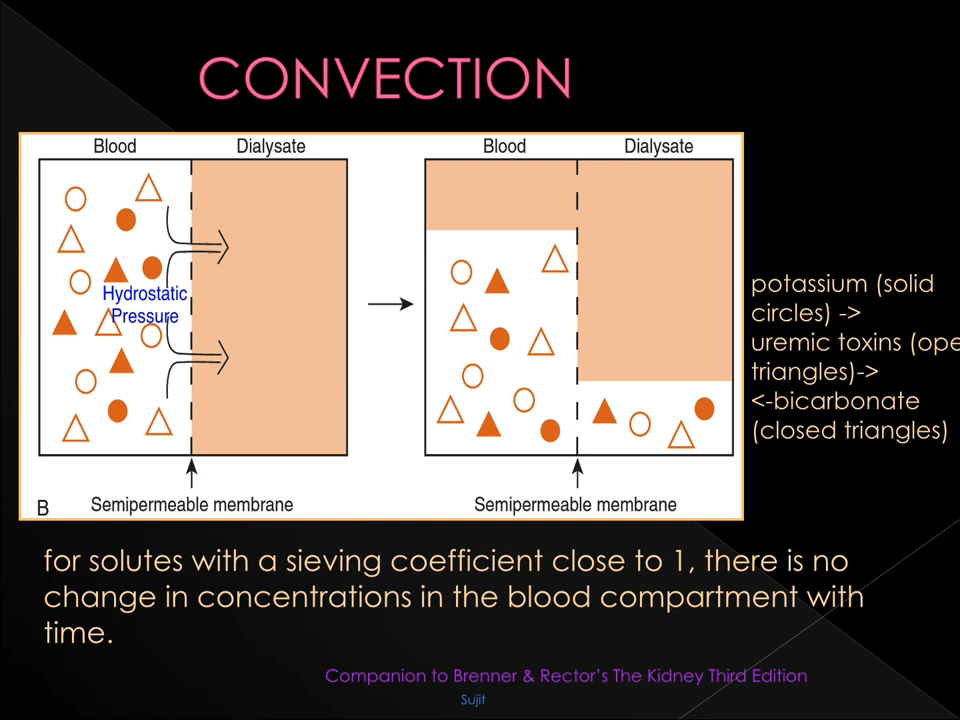 CONVECTION
Blood
Dialysate
Blood
Dialysate
Hydrostatic
Pressure
Semipermeable membrane
Semipermeable membrane
B
potassium (solid
circles) ->
uremic toxins (ope
triangles)->
<-bicarbonate
(closed triangles)
for solutes with a sieving coefficient close to 1, there is no
change in concentrations in the blood compartment with
time.
Companion to Brenner & Rector's The Kidney Third Edition
Sujit